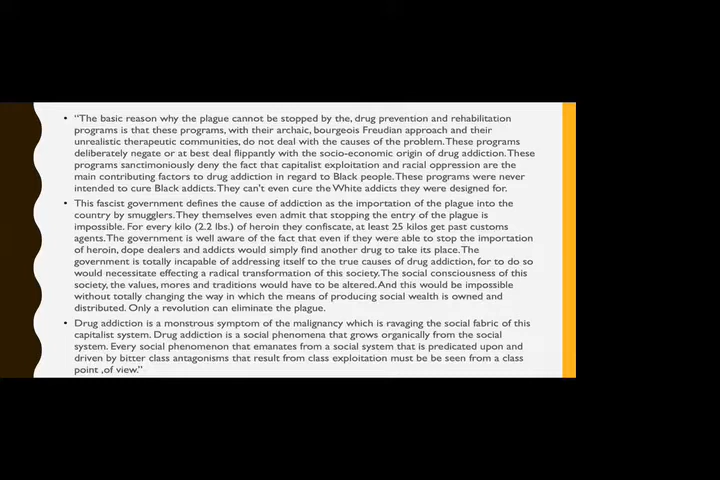 • "The basic reason why the plague cannot be stopped by the, drug prevention and rehabilitation
programs is that these programs, with their archaic, bourgeois Freudian approach and their
unrealistic therapeutic communities, do not deal with the causes of the problem. These programs
deliberately negate or at best deal flippantly with the socio-economic origin of drug addiction. These
programs sanctimoniously deny the fact that capitalist exploitation and racial oppression are the
main contributing factors to drug addiction in regard to Black people. These programs were never
intended to cure Black addicts. They can't even cure the White addicts they were designed for.
• This fascist government defines the cause of addiction as the importation of the plague into the
country by smugglers. They themselves even admit that stopping the entry of the plague is
impossible. For every kilo (2.2 lbs.) of heroin they confiscate, at least 25 kilos get past customs
agents. The government is well aware of the fact that even if they were able to stop the importation
of heroin, dope dealers and addicts would simply find another drug to take its place. The
government is totally incapable of addressing itself to the true causes of drug addiction, for to do so
would necessitate effecting a radical transformation of this society. The social consciousness of this
society, the values, mores and traditions would have to be altered. And this would be impossible
without totally changing the way in which the means of producing social wealth is owned and
distributed. Only a revolution can eliminate the plague.
• Drug addiction is a monstrous symptom of the malignancy which is ravaging the social fabric of this
capitalist system. Drug addiction is a social phenomena that grows organically from the social
system. Every social phenomenon that emanates from a social system that is predicated upon and
driven by bitter class antagonisms that result from class exploitation must be be seen from a class
point ,of view."